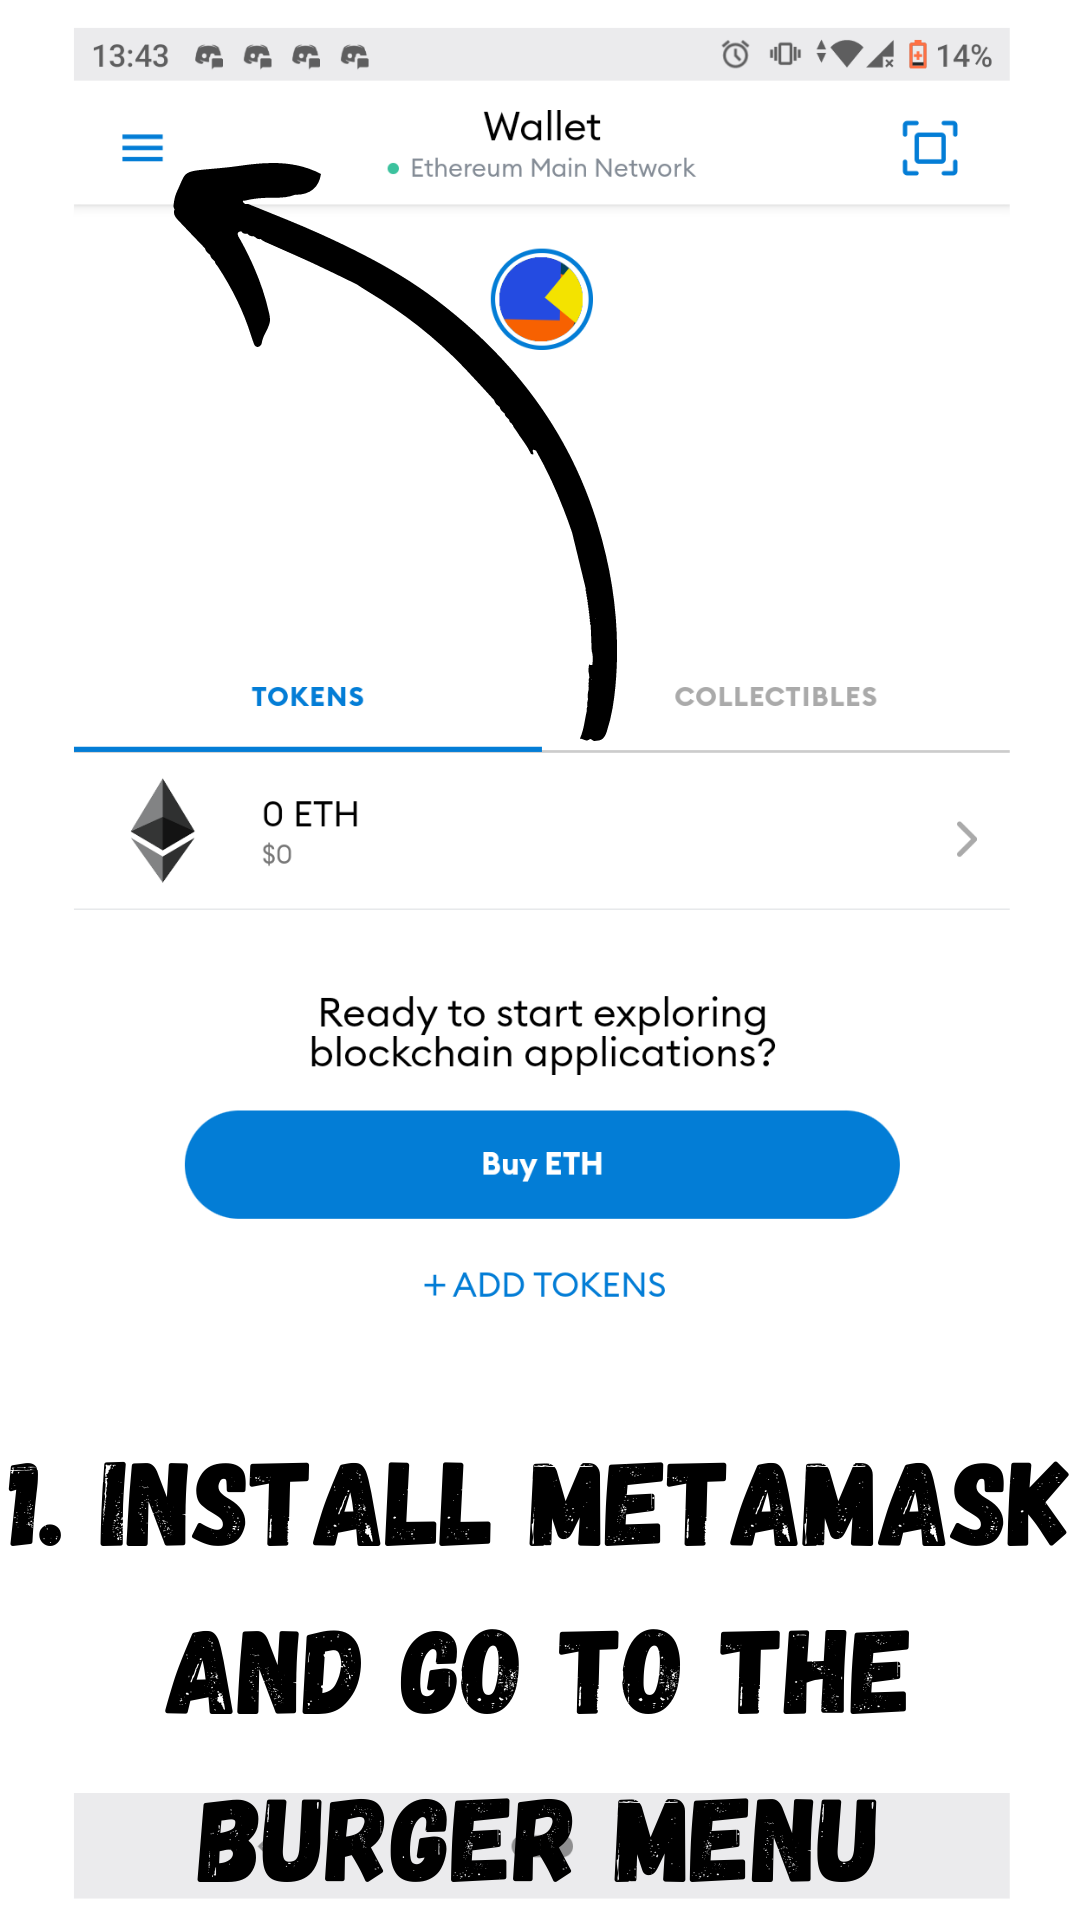 13:43
14%
Wallet
Ethereum Main Network
TOKENS
COLLECTIBLES
0 ETH
$0
Ready to start exploring
blockchain applications?
Buy ETH
+ ADD TOKENS
1. INSTALL METAMASK
AND GO TO THE
BURGER MENU